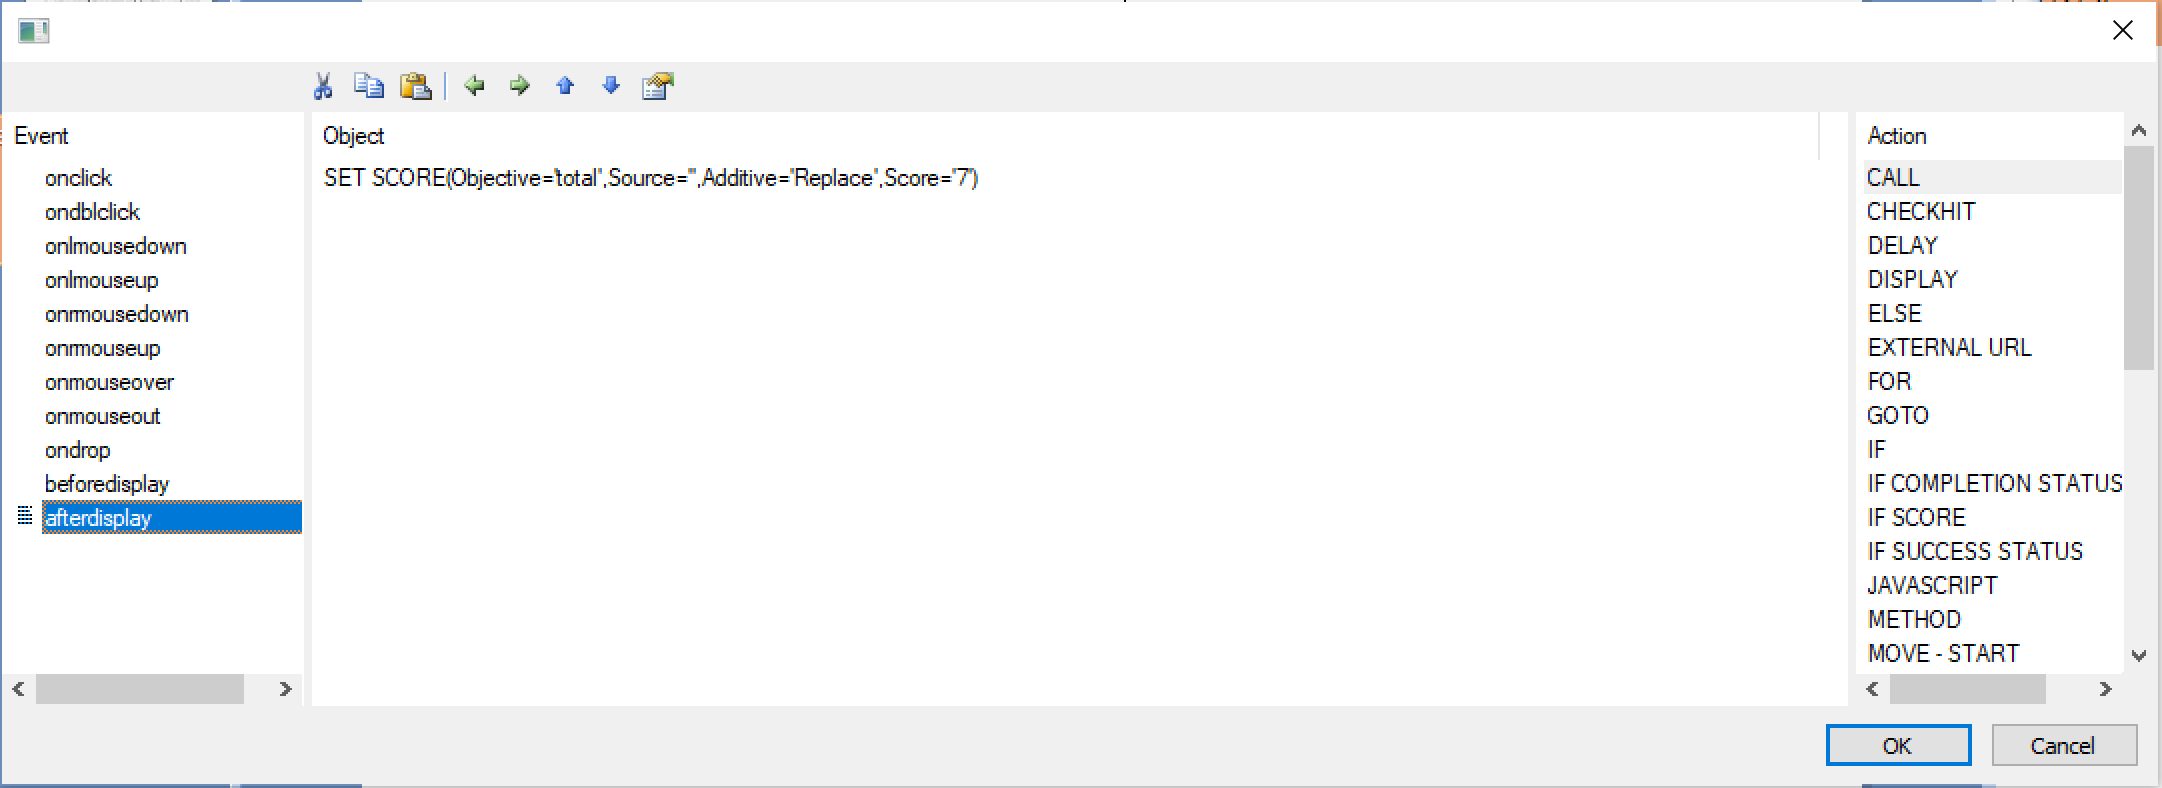 Event
onclick
ondblclick
onlmousedown
onlmouseup
onrmousedown
onrmouseup
onmouseover
onmouseout
ondrop
beforedisplay
afterdisplay
Object
SET SCORE(Objective='total',Source='',Additive='Replace',Score='7')
Action
CALL
CHECKHIT
DELAY
DISPLAY
ELSE
EXTERNAL URL
FOR
GOTO
IF
IF COMPLETION STATUS
IF SCORE
IF SUCCESS STATUS
JAVASCRIPT
METHOD
MOVE - START
OK
Cancel